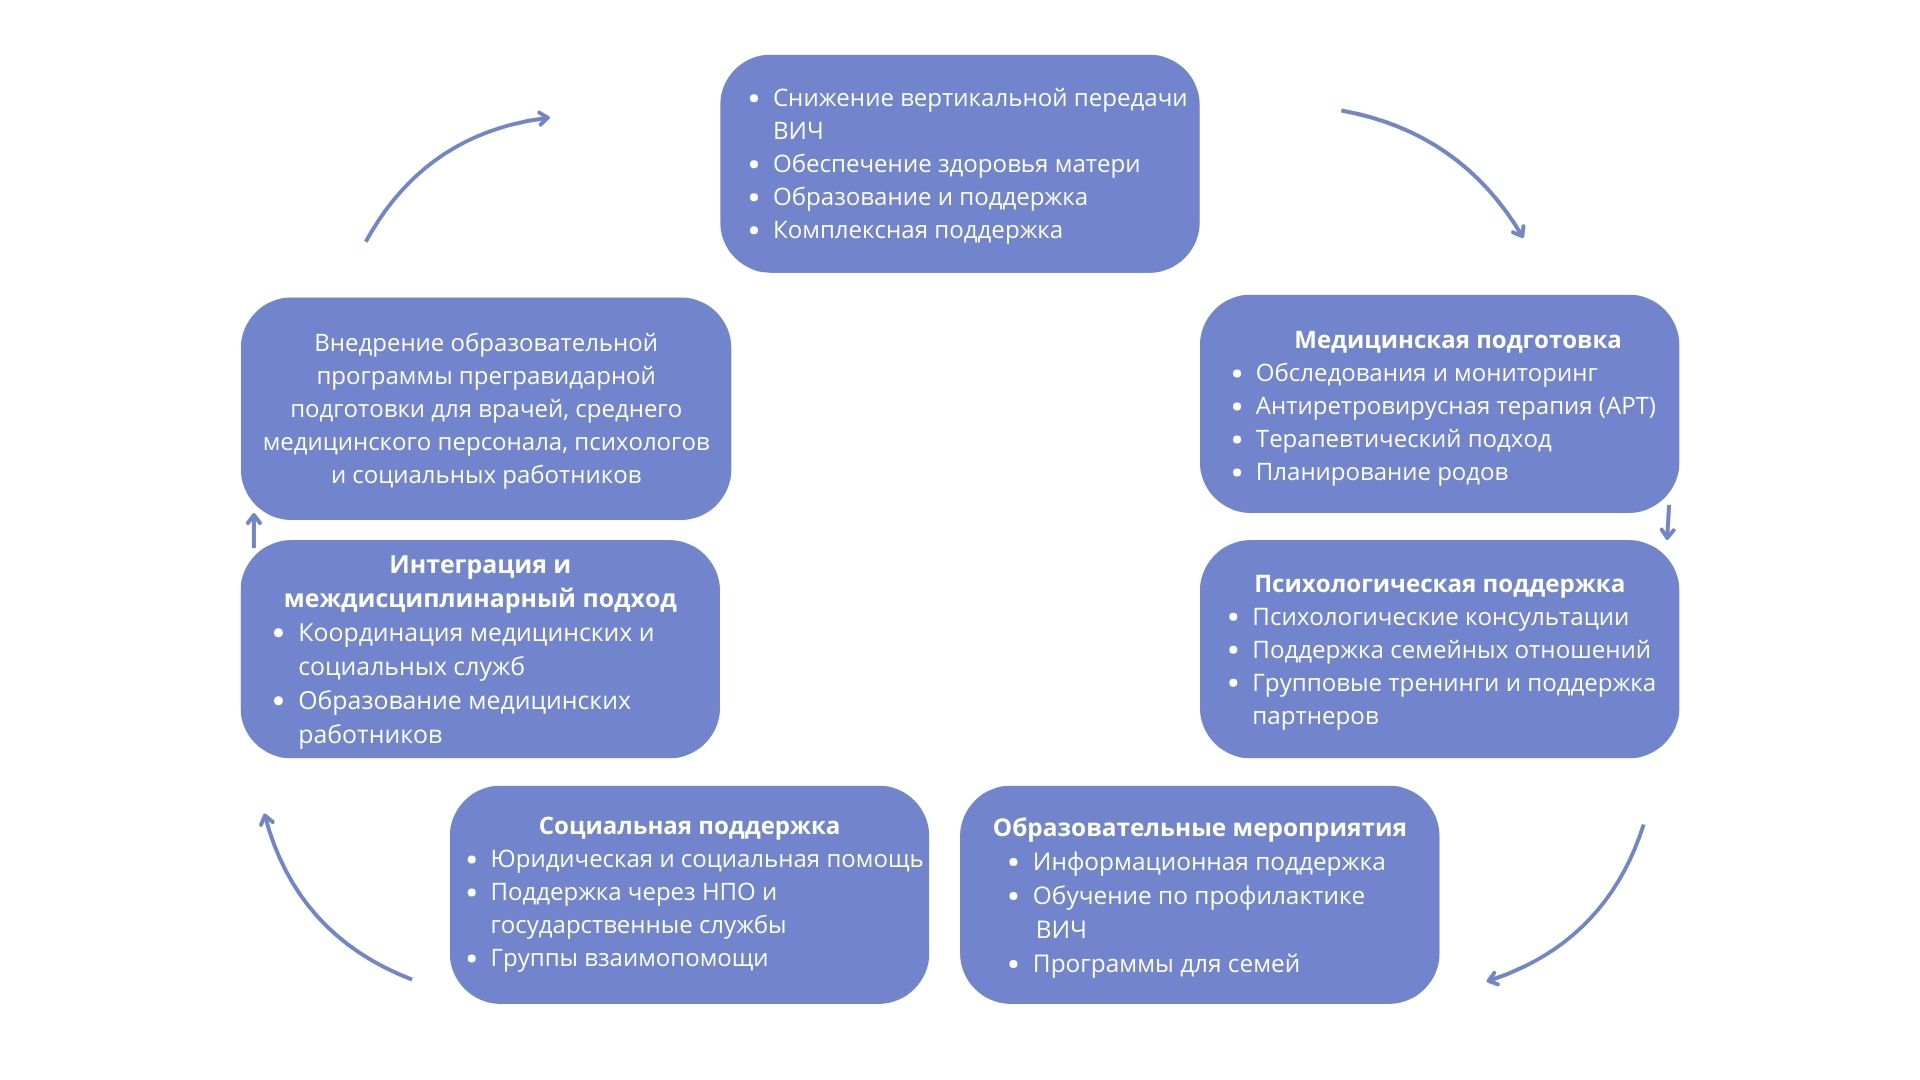 • Снижение вертикальной передачи
ВИЧ
• Обеспечение здоровья матери
• Образование и поддержка
• Комплексная поддержка
Медицинская подготовка
• Обследования и мониторинг
• Антиретровирусная терапия (АРТ)
• Терапевтический подход
• Планирование родов
Психологическая поддержка
• Психологические консультации
• Поддержка семейных отношений
• Групповые тренинги и поддержка
партнеров
Образовательные мероприятия
• Информационная поддержка
• Обучение по профилактике
ВИЧ
• Программы для семей
Социальная поддержка
• Юридическая и социальная помощь
• Поддержка через НПО и
государственные службы
• Группы взаимопомощи
Интеграция и
междисциплинарный подход
• Координация медицинских и
социальных служб
• Образование медицинских
работников
Внедрение образовательной
программы прегравидарной
подготовки для врачей, среднего
медицинского персонала, психологов
и социальных работников